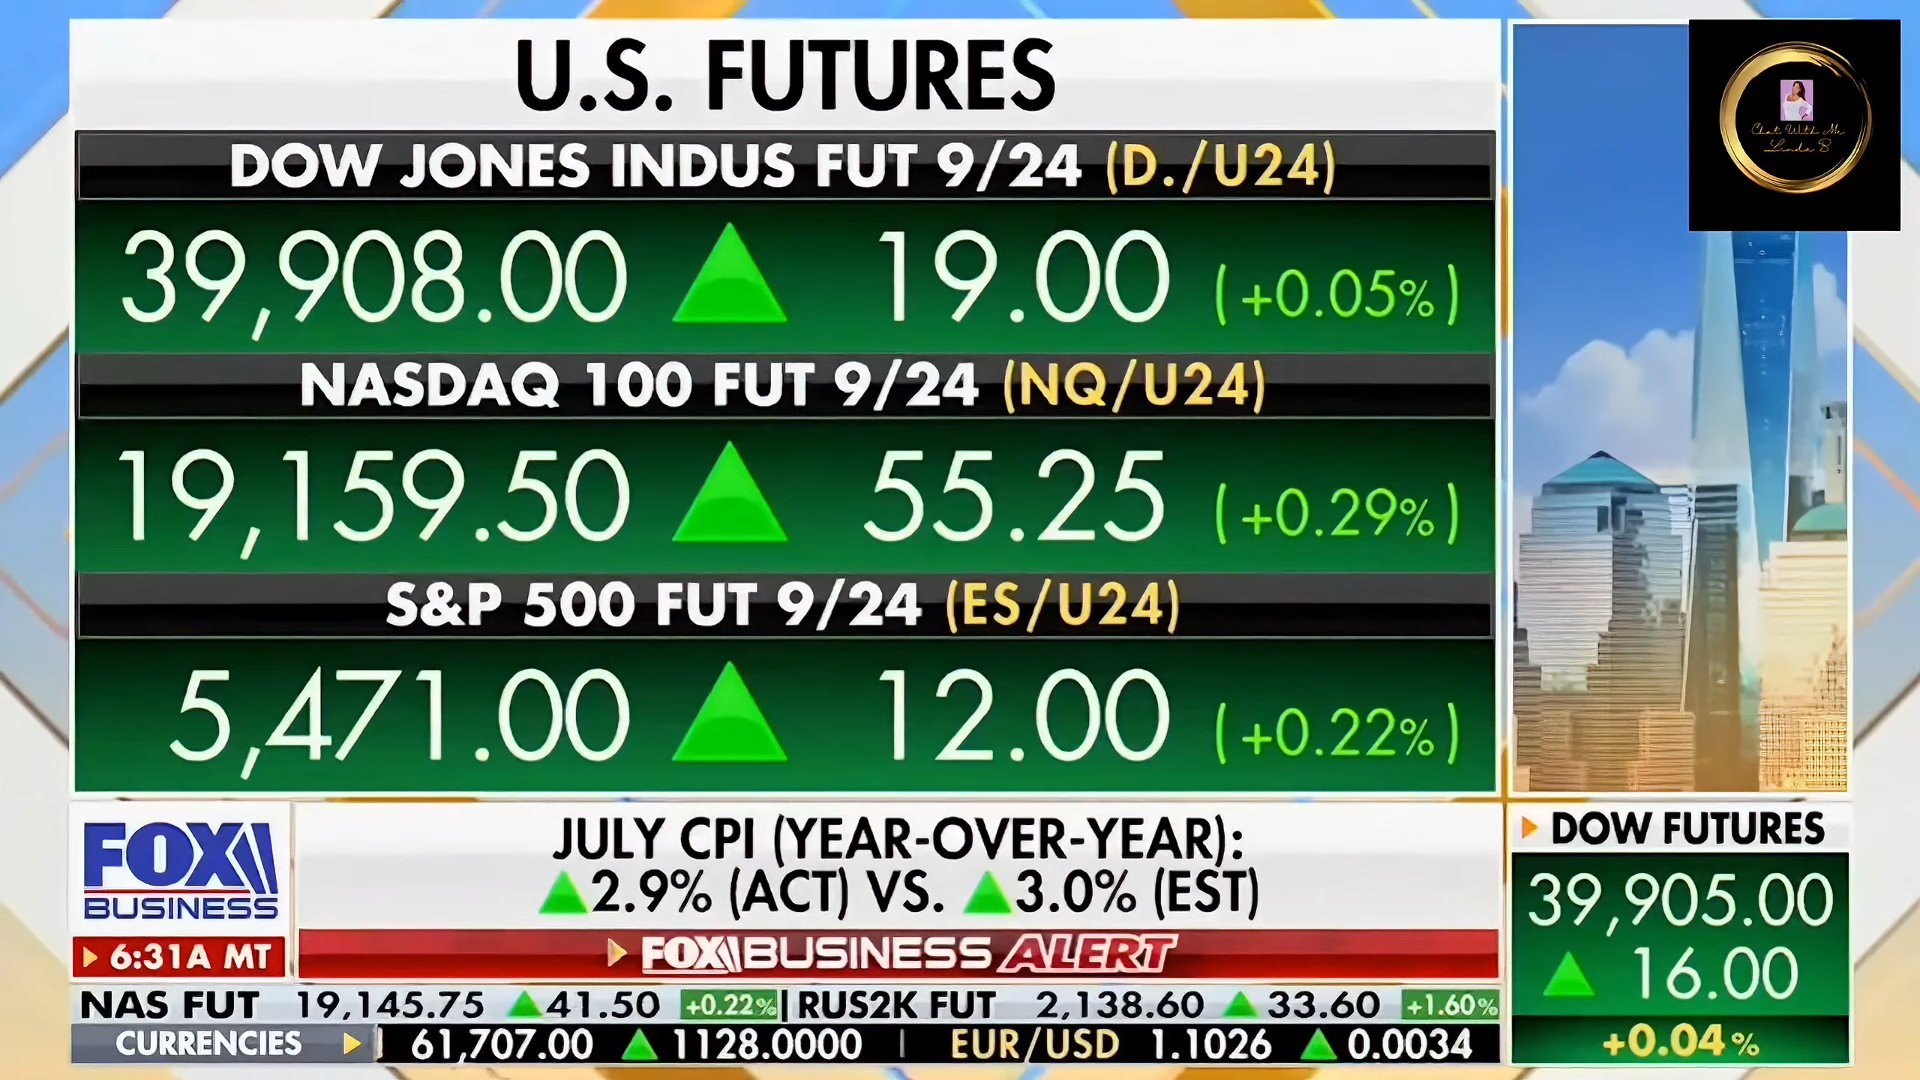 U.S. FUTURES
DOW JONES INDUS FUT 9/24 (D./U24)
39,908.00 ▲ 19.00 (+0.05%)
NASDAQ 100 FUT 9/24 (NQ/U24)
19,159.50 ▲ 55.25 (+0.29%)
S&P 500 FUT 9/24 (ES/U24)
5,471.00 ▲ 12.00 (+0.22%)
Chat With Me
Linda B
FOX
BUSINESS
6:31A MT
JULY CPI (YEAR-OVER-YEAR):
▲2.9% (ACT) VS. ▲3.0% (EST)
FOX BUSINESS ALERT
DOW FUTURES
39,905.00
▲ 16.00
+0.04%
NAS FUT 19,145.75 ▲41.50 +0.22% | RUS2K FUT 2,138.60 ▲ 33.60 +1.60%
CURRENCIES 61,707.00 ▲ 1128.0000 | EUR/USD 1.1026 ▲ 0.0034